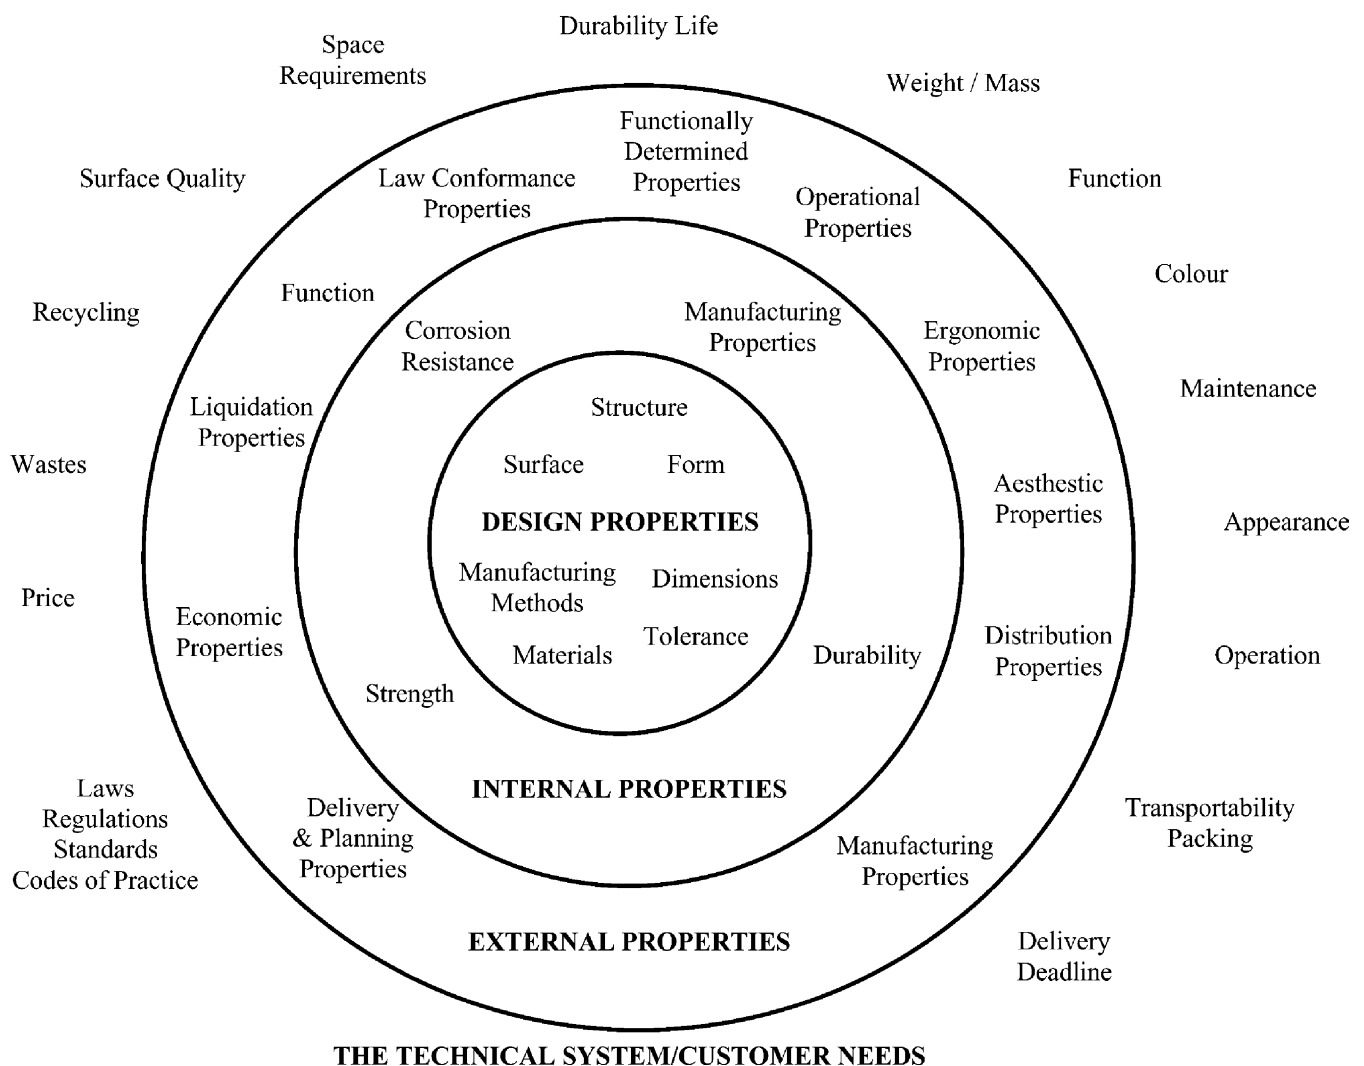 Durability Life
Space
Requirements
Weight / Mass
Functionally
Determined
Properties
Surface Quality
Law Conformance
Properties
Function
Operational
Properties
Colour
Function
Recycling
Manufacturing
Properties
Corrosion
Resistance
Ergonomic
Properties
Maintenance
Structure
Liquidation
Properties
Wastes
Surface
Form
Aesthestic
Properties
DESIGN PROPERTIES
Appearance
Manufacturing
Methods
Dimensions
Price
Economic
Properties
Tolerance
Distribution
Properties
Materials
Durability
Operation
Strength
INTERNAL PROPERTIES
Laws
Regulations
Standards
Codes of Practice
Delivery
& Planning
Properties
Transportability
Packing
Manufacturing
Properties
EXTERNAL PROPERTIES
Delivery
Deadline
THE TECHNICAL SYSTEM/CUSTOMER NEEDS